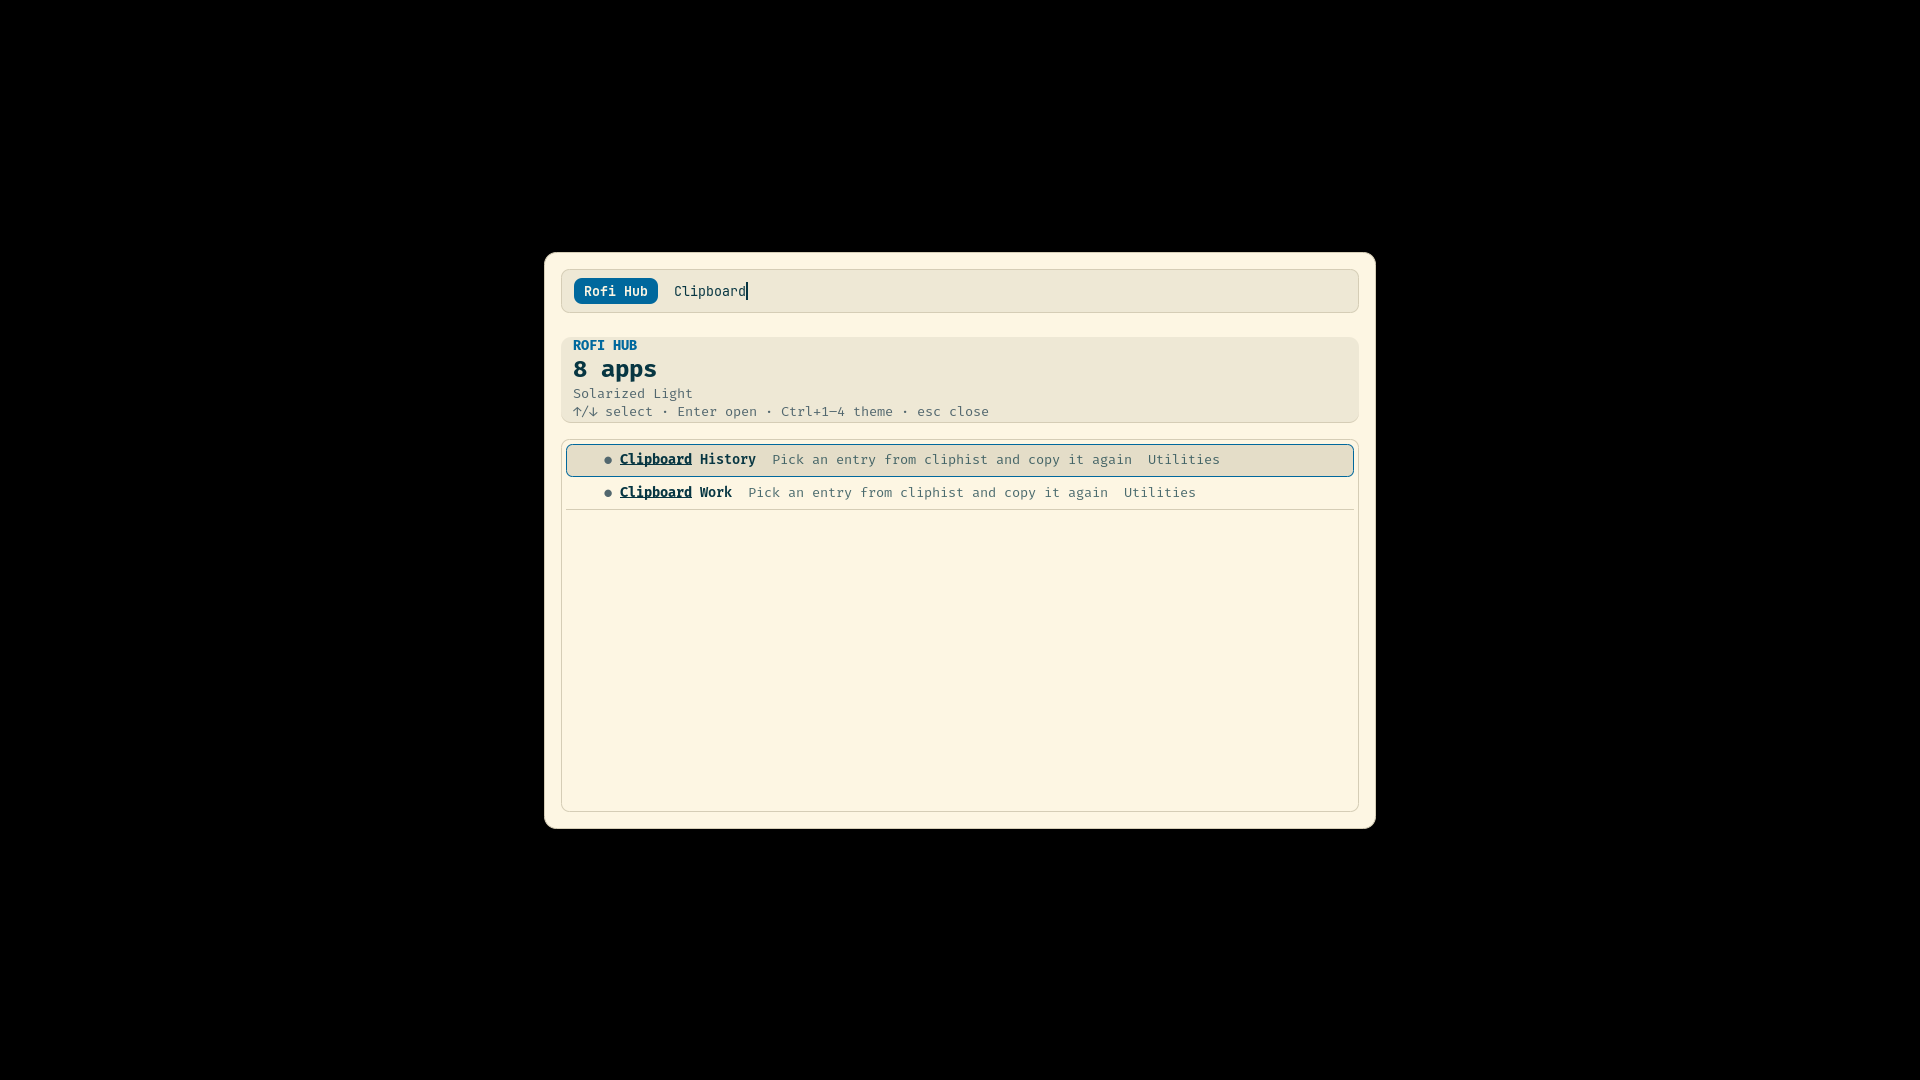 Rofi Hub Clipboard
ROFI HUB
8 apps
Solarized Light
↑/↓ select · Enter open · Ctrl+1–4 theme · esc close
● Clipboard History Pick an entry from cliphist and copy it again Utilities
● Clipboard Work Pick an entry from cliphist and copy it again Utilities